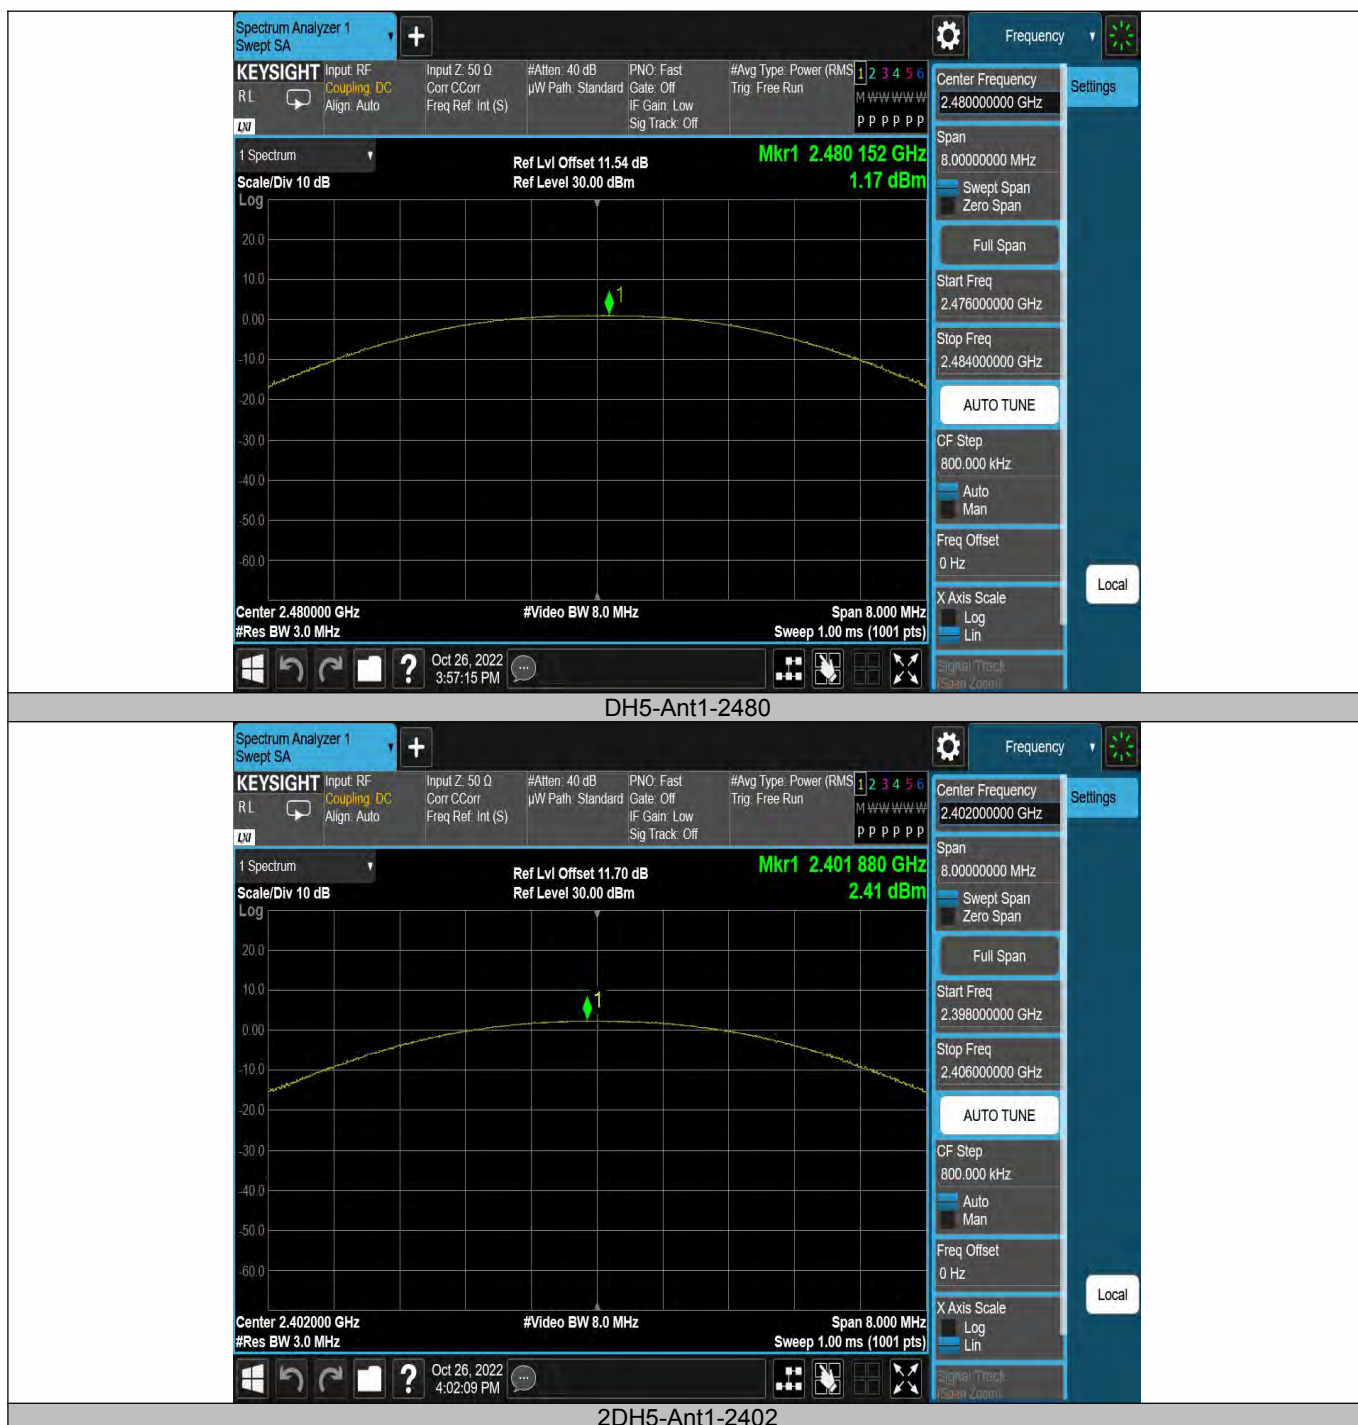 Spectrum Analyzer 1
Swept SA
Frequency
KEYSIGHT
R L
LXI
Input: RF
Coupling: DC
Align: Auto
Input Z: 50 Ω
Corr CCorr
Freq Ref: Int (S)
#Atten: 40 dB
µW Path: Standard
PNO: Fast
Gate: Off
IF Gain: Low
Sig Track: Off
#Avg Type: Power (RMS
Trig: Free Run
1 2 3 4 5 6
M W W W W W
P P P P P P
Center Frequency
2.480000000 GHz
Settings
Span
8.00000000 MHz
Swept Span
Zero Span
Full Span
Start Freq
2.476000000 GHz
Stop Freq
2.484000000 GHz
AUTO TUNE
CF Step
800.000 kHz
Auto
Man
Freq Offset
0 Hz
X Axis Scale
Log
Lin
Signal Track
(Span Zoom)
Local
1 Spectrum
Scale/Div 10 dB
Log
Ref Lvl Offset 11.54 dB
Ref Level 30.00 dBm
Mkr1 2.480 152 GHz
1.17 dBm
1
20.0
10.0
0.00
-10.0
-20.0
-30.0
-40.0
-50.0
-60.0
Center 2.480000 GHz
#Res BW 3.0 MHz
#Video BW 8.0 MHz
Span 8.000 MHz
Sweep 1.00 ms (1001 pts)
?
Oct 26, 2022
3:57:15 PM
DH5-Ant1-2480
Spectrum Analyzer 1
Swept SA
Frequency
KEYSIGHT
R L
LXI
Input: RF
Coupling: DC
Align: Auto
Input Z: 50 Ω
Corr CCorr
Freq Ref: Int (S)
#Atten: 40 dB
µW Path: Standard
PNO: Fast
Gate: Off
IF Gain: Low
Sig Track: Off
#Avg Type: Power (RMS
Trig: Free Run
1 2 3 4 5 6
M W W W W W
P P P P P P
Center Frequency
2.402000000 GHz
Settings
Span
8.00000000 MHz
Swept Span
Zero Span
Full Span
Start Freq
2.398000000 GHz
Stop Freq
2.406000000 GHz
AUTO TUNE
CF Step
800.000 kHz
Auto
Man
Freq Offset
0 Hz
X Axis Scale
Log
Lin
Signal Track
(Span Zoom)
Local
1 Spectrum
Scale/Div 10 dB
Log
Ref Lvl Offset 11.70 dB
Ref Level 30.00 dBm
Mkr1 2.401 880 GHz
2.41 dBm
1
20.0
10.0
0.00
-10.0
-20.0
-30.0
-40.0
-50.0
-60.0
Center 2.402000 GHz
#Res BW 3.0 MHz
#Video BW 8.0 MHz
Span 8.000 MHz
Sweep 1.00 ms (1001 pts)
?
Oct 26, 2022
4:02:09 PM
2DH5-Ant1-2402